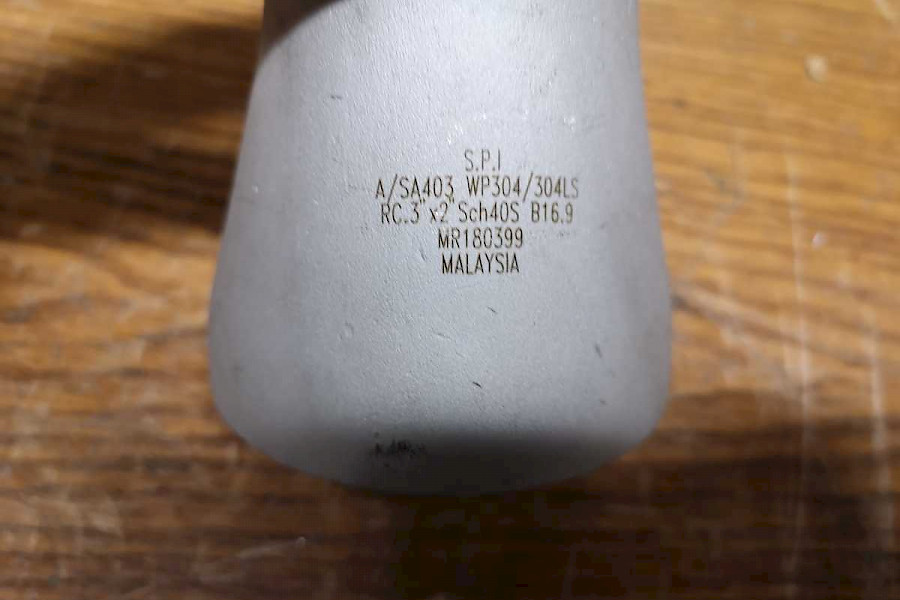 S.P.I
A/SA403 WP304/304LS
RC.3"x2"Sch40S B16.9
MR180399
MALAYSIA